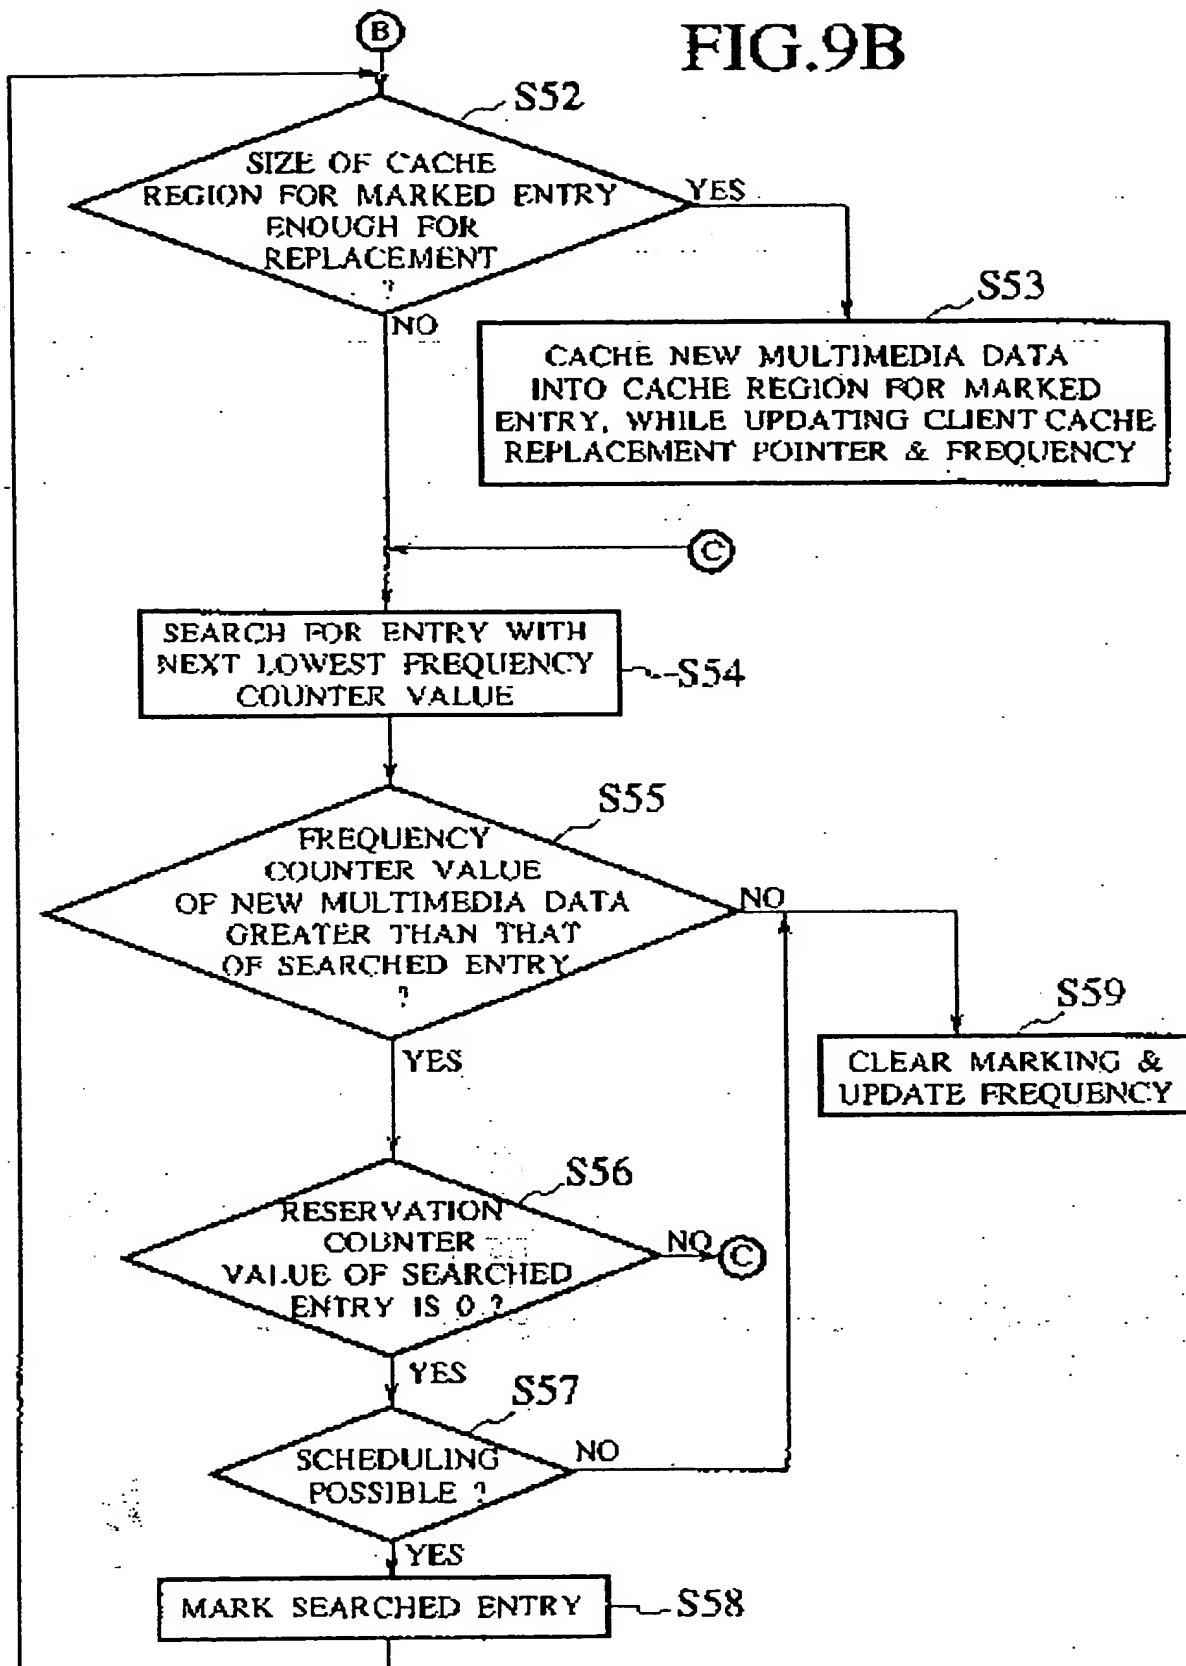 B
FIG.9B
S52
SIZE OF CACHE
REGION FOR MARKED ENTRY
ENOUGH FOR
REPLACEMENT
?
YES
NO
S53
CACHE NEW MULTIMEDIA DATA
INTO CACHE REGION FOR MARKED
ENTRY, WHILE UPDATING CLIENT CACHE
REPLACEMENT POINTER & FREQUENCY
C
SEARCH FOR ENTRY WITH
NEXT LOWEST FREQUENCY
COUNTER VALUE
S54
S55
FREQUENCY
COUNTER VALUE
OF NEW MULTIMEDIA DATA
GREATER THAN THAT
OF SEARCHED ENTRY
?
NO
YES
S59
CLEAR MARKING &
UPDATE FREQUENCY
S56
RESERVATION
COUNTER
VALUE OF SEARCHED
ENTRY IS 0 ?
NO
C
YES
S57
SCHEDULING
POSSIBLE ?
NO
YES
MARK SEARCHED ENTRY
S58